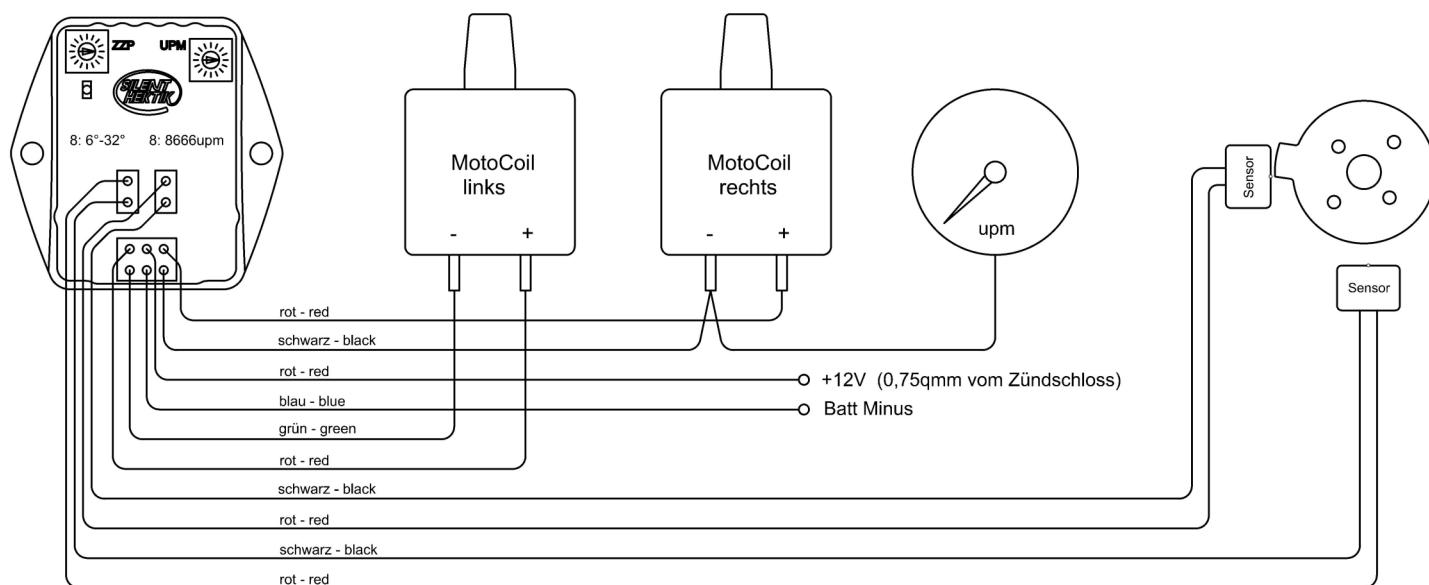 ZZP UPM
SILENT
HEKTIK
8: 6°-32° 8: 8666upm
MotoCoil
links
- +
MotoCoil
rechts
- +
upm
Sensor
Sensor
rot - red
schwarz - black
rot - red
+12V (0,75qmm vom Zündschloss)
blau - blue
Batt Minus
grün - green
rot - red
schwarz - black
rot - red
schwarz - black
rot - red